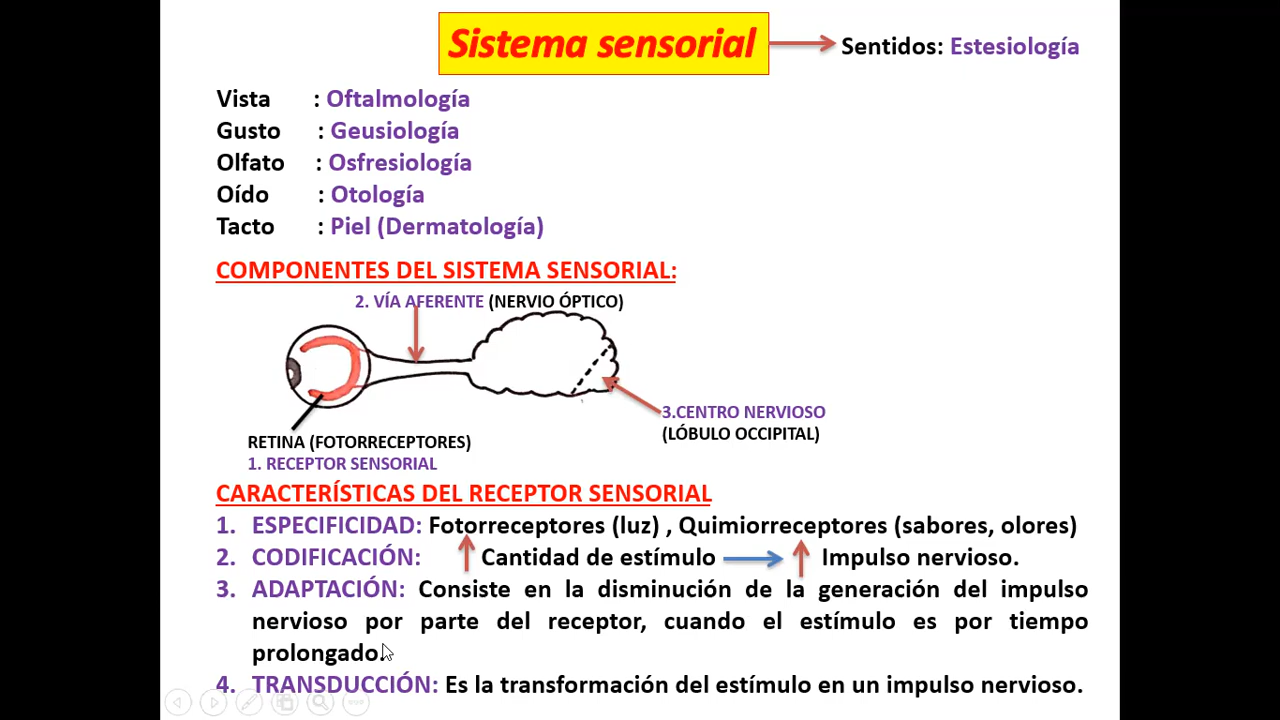 Sistema sensorial
Sentidos: Estesiología
Vista : Oftalmología
Gusto : Geusiología
Olfato : Osfresiología
Oído : Otología
Tacto : Piel (Dermatología)
COMPONENTES DEL SISTEMA SENSORIAL:
2. VÍA AFERENTE (NERVIO ÓPTICO)
3.CENTRO NERVIOSO
(LÓBULO OCCIPITAL)
RETINA (FOTORRECEPTORES)
1. RECEPTOR SENSORIAL
CARACTERÍSTICAS DEL RECEPTOR SENSORIAL
1. ESPECIFICIDAD: Fotorreceptores (luz) , Quimiorreceptores (sabores, olores)
2. CODIFICACIÓN: Cantidad de estímulo Impulso nervioso.
3. ADAPTACIÓN: Consiste en la disminución de la generación del impulso
nervioso por parte del receptor, cuando el estímulo es por tiempo
prolongado.
4. TRANSDUCCIÓN: Es la transformación del estímulo en un impulso nervioso.